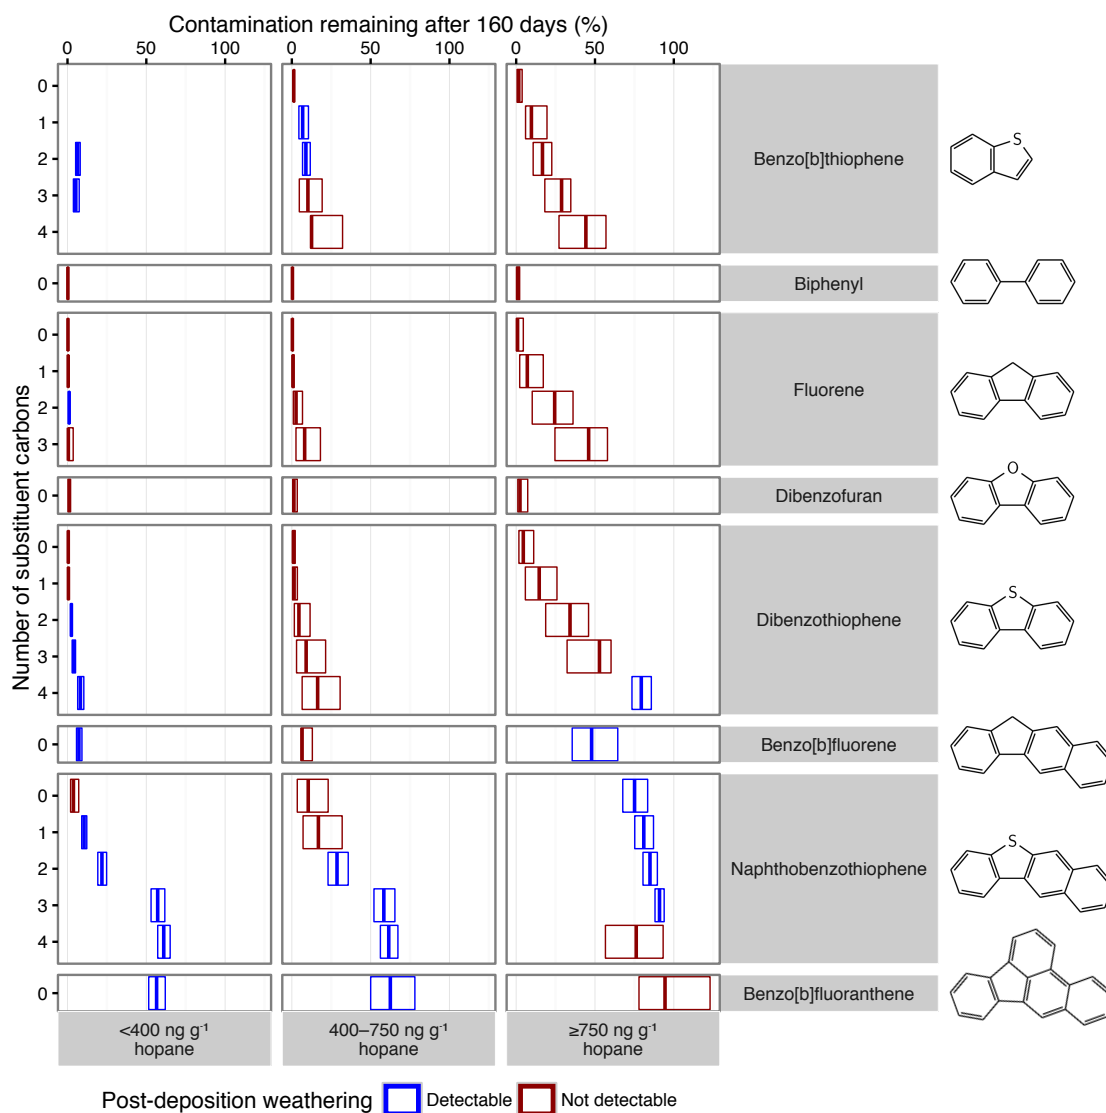 Contamination remaining after 160 days (%)
0 50 100 0 50 100 0 50 100
Number of substituent carbons
0
1
2
3
4
Benzo[b]thiophene
S
0
Biphenyl
0
1
2
3
Fluorene
0
Dibenzofuran
O
0
1
2
3
4
Dibenzothiophene
S
0
Benzo[b]fluorene
0
1
2
3
4
Naphthobenzothiophene
S
0
Benzo[b]fluoranthene
<400 ng g⁻¹
hopane
400–750 ng g⁻¹
hopane
≥750 ng g⁻¹
hopane
Post-deposition weathering Detectable Not detectable